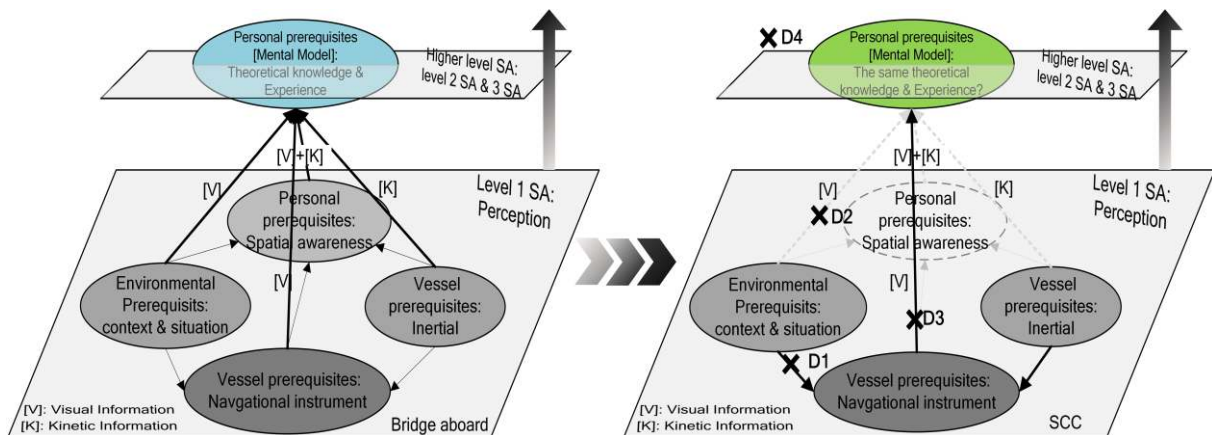 Personal prerequisites
[Mental Model]:
Theoretical knowledge &
Experience
Higher level SA:
level 2 SA & 3 SA
[V]+[K]
[V]
[K]
Level 1 SA:
Perception
Personal
prerequisites:
Spatial awareness
[V]
Environmental
Prerequisits:
context & situation
Vessel
prerequisites:
Inertial
Vessel prerequisites:
Navgational instrument
[V]: Visual Information
[K]: Kinetic Information
Bridge aboard
D4
Personal prerequisites
[Mental Model]:
The same theoretical
knowledge & Experience?
Higher level SA:
level 2 SA & 3 SA
[V]+[K]
[V]
[K]
Level 1 SA:
Perception
D2
Personal
prerequisites:
Spatial awareness
[V]
Environmental
Prerequisits:
context & situation
Vessel
prerequisites:
Inertial
D3
D1
Vessel prerequisites:
Navgational instrument
[V]: Visual Information
[K]: Kinetic Information
SCC